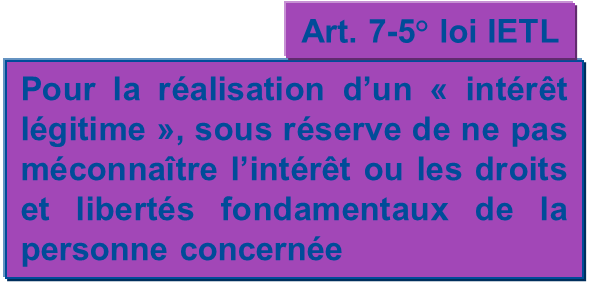 Art. 7-5° loi IETL
Pour la réalisation d’un « intérêt
légitime », sous réserve de ne pas
méconnaître l’intérêt ou les droits
et libertés fondamentaux de la
personne concernée